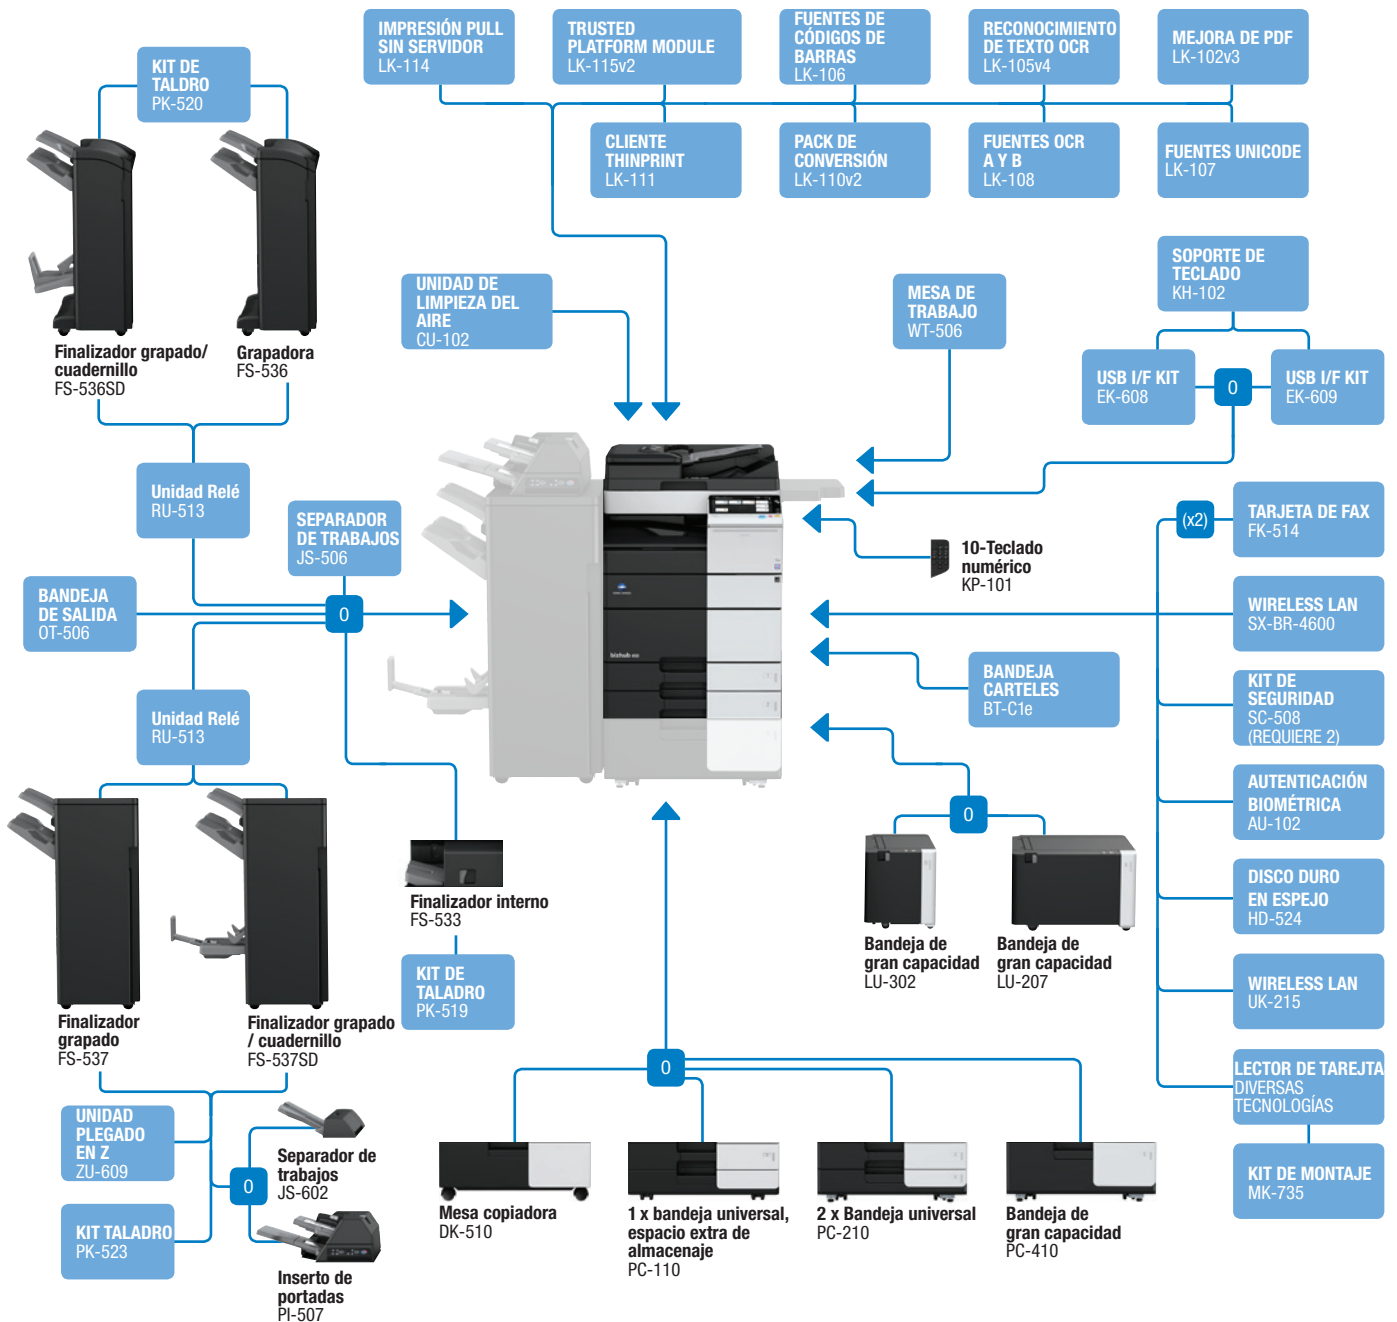 IMPRESIÓN PULL
SIN SERVIDOR
LK-114
TRUSTED
PLATFORM MODULE
LK-115v2
FUENTES DE
CÓDIGOS DE
BARRAS
LK-106
RECONOCIMIENTO
DE TEXTO OCR
LK-105v4
MEJORA DE PDF
LK-102v3
KIT DE
TALDRO
PK-520
CLIENTE
THINPRINT
LK-111
PACK DE
CONVERSIÓN
LK-110v2
FUENTES OCR
A Y B
LK-108
FUENTES UNICODE
LK-107
UNIDAD DE
LIMPIEZA DEL
AIRE
CU-102
MESA DE
TRABAJO
WT-506
SOPORTE DE
TECLADO
KH-102
Finalizador grapado/
cuadernillo
FS-536SD
Grapadora
FS-536
USB I/F KIT
EK-608
0
USB I/F KIT
EK-609
Unidad Relé
RU-513
SEPARADOR
DE TRABAJOS
JS-506
(x2)
TARJETA DE FAX
FK-514
10-Teclado
numérico
KP-101
BANDEJA
DE SALIDA
OT-506
0
WIRELESS LAN
SX-BR-4600
bizhub
BANDEJA
CARTELES
BT-C1e
KIT DE
SEGURIDAD
SC-508
(REQUIERE 2)
Unidad Relé
RU-513
AUTENTICACIÓN
BIOMÉTRICA
AU-102
0
0
Finalizador interno
FS-533
DISCO DURO
EN ESPEJO
HD-524
Bandeja de
gran capacidad
LU-302
Bandeja de
gran capacidad
LU-207
KIT DE
TALADRO
PK-519
WIRELESS LAN
UK-215
Finalizador
grapado
FS-537
Finalizador grapado
/ cuadernillo
FS-537SD
LECTOR DE TAREJTA
DIVERSAS
TECNOLOGÍAS
UNIDAD
PLEGADO
EN Z
ZU-609
Separador de
trabajos
JS-602
0
KIT DE MONTAJE
MK-735
KIT TALADRO
PK-523
Mesa copiadora
DK-510
1 x bandeja universal,
espacio extra de
almacenaje
PC-110
2 x Bandeja universal
PC-210
Bandeja de
gran capacidad
PC-410
Inserto de
portadas
PI-507